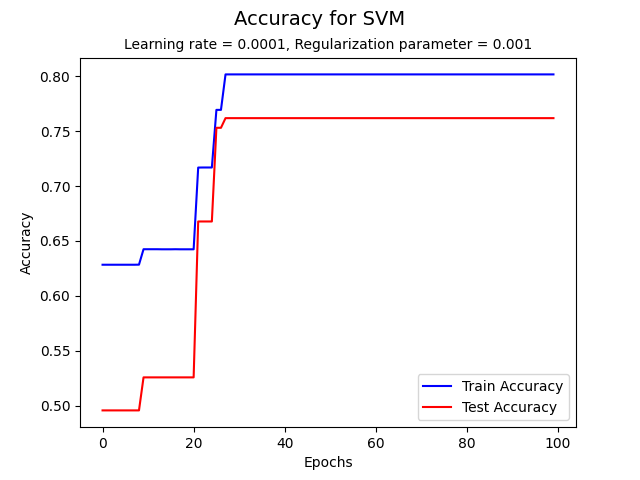 Accuracy for SVM
Learning rate = 0.0001, Regularization parameter = 0.001
Accuracy
0.80
0.75
0.70
0.65
0.60
0.55
0.50
Train Accuracy
Test Accuracy
0 20 40 60 80 100
Epochs